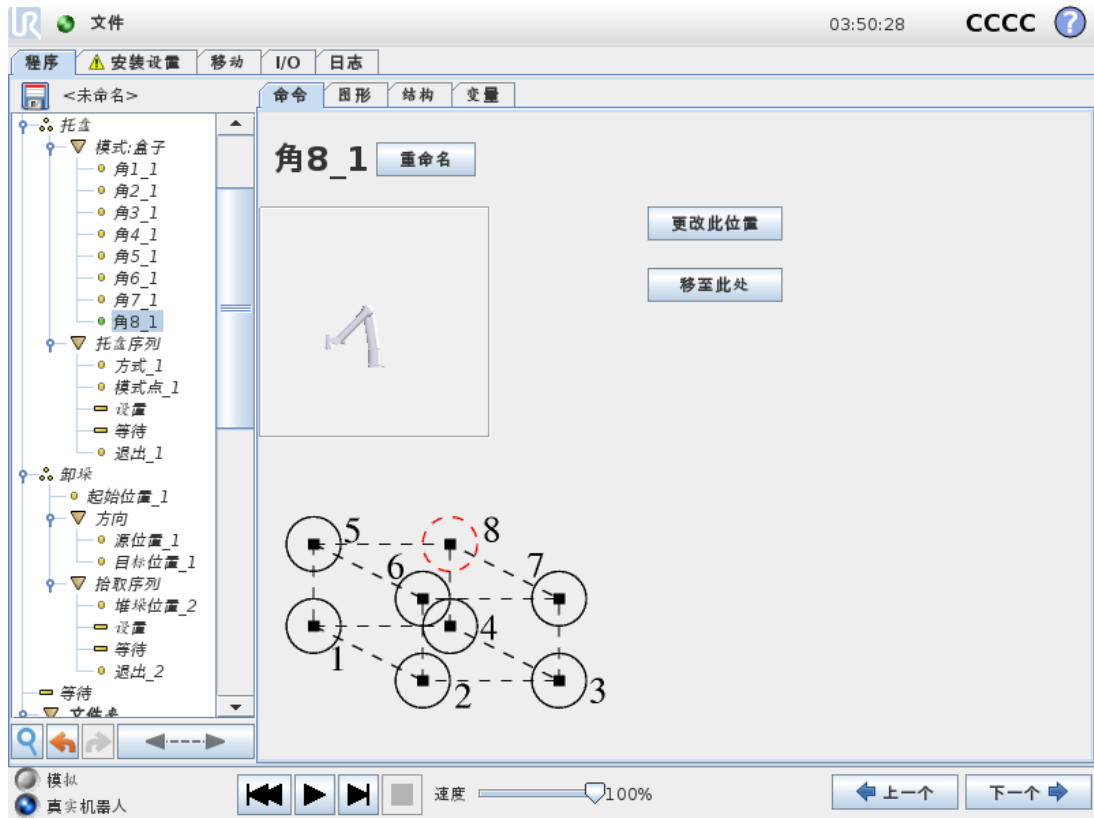 UR 文件 03:50:28 CCCC ?
程序 安装设置 移动 I/O 日志
<未命名> 命令 图形 结构 变量
托盘
模式:盒子
角1_1
角2_1
角3_1
角4_1
角5_1
角6_1
角7_1
角8_1
托盘序列
方式_1
模式点_1
设置
等待
退出_1
卸垛
起始位置_1
方向
源位置_1
目标位置_1
拾取序列
堆垛位置_2
设置
等待
退出_2
等待
文件夹
角8_1 重命名
更改此位置
移至此处
5 8
6 7
1 4
2 3
模拟
真实机器人
速度 100%
上一个 下一个